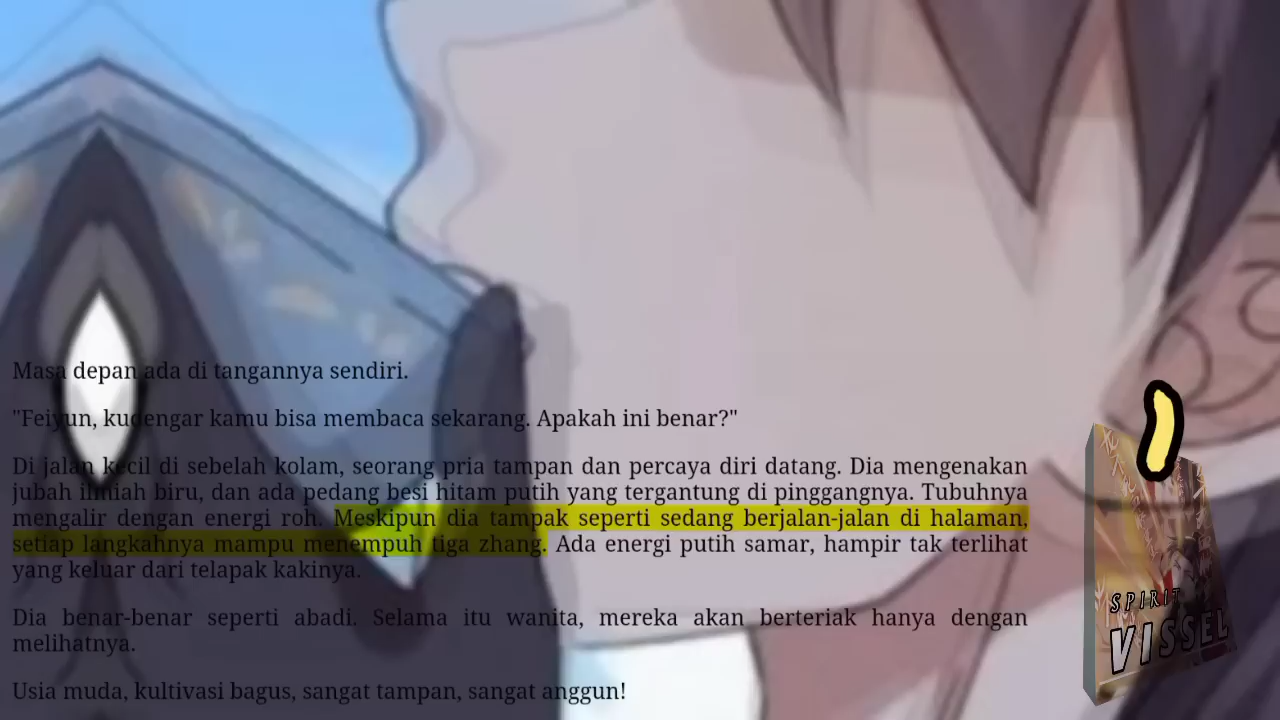 Masa depan ada di tangannya sendiri.
"Feiyun, kudengar kamu bisa membaca sekarang. Apakah ini benar?"
Di jalan kecil di sebelah kolam, seorang pria tampan dan percaya diri datang. Dia mengenakan
jubah ilmiah biru, dan ada pedang besi hitam putih yang tergantung di pinggangnya. Tubuhnya
mengalir dengan energi roh. Meskipun dia tampak seperti sedang berjalan-jalan di halaman,
setiap langkahnya mampu menempuh tiga zhang. Ada energi putih samar, hampir tak terlihat
yang keluar dari telapak kakinya.
Dia benar-benar seperti abadi. Selama itu wanita, mereka akan berteriak hanya dengan
melihatnya.
Usia muda, kultivasi bagus, sangat tampan, sangat anggun!
SPIRIT
VISSEL